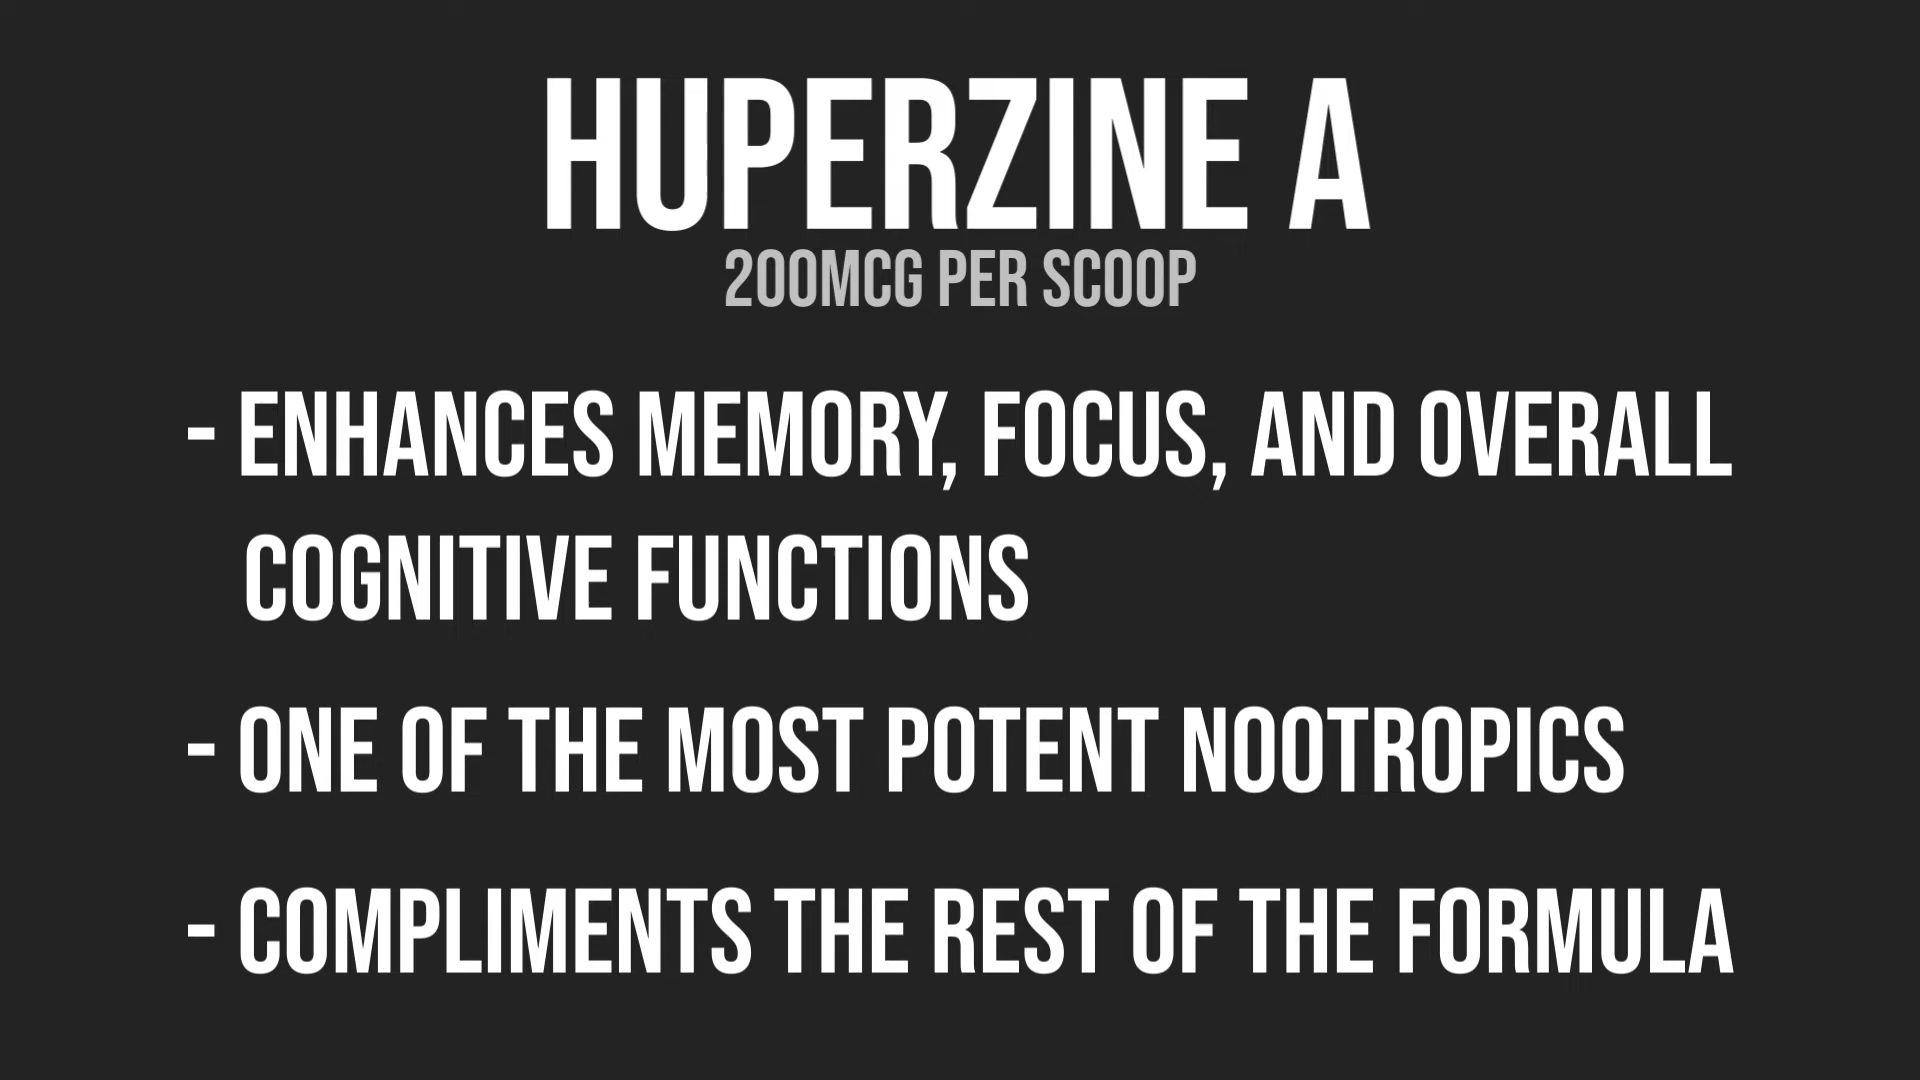 HUPERZINE A
200MCG PER SCOOP
- ENHANCES MEMORY, FOCUS, AND OVERALL
COGNITIVE FUNCTIONS
- ONE OF THE MOST POTENT NOOTROPICS
- COMPLIMENTS THE REST OF THE FORMULA